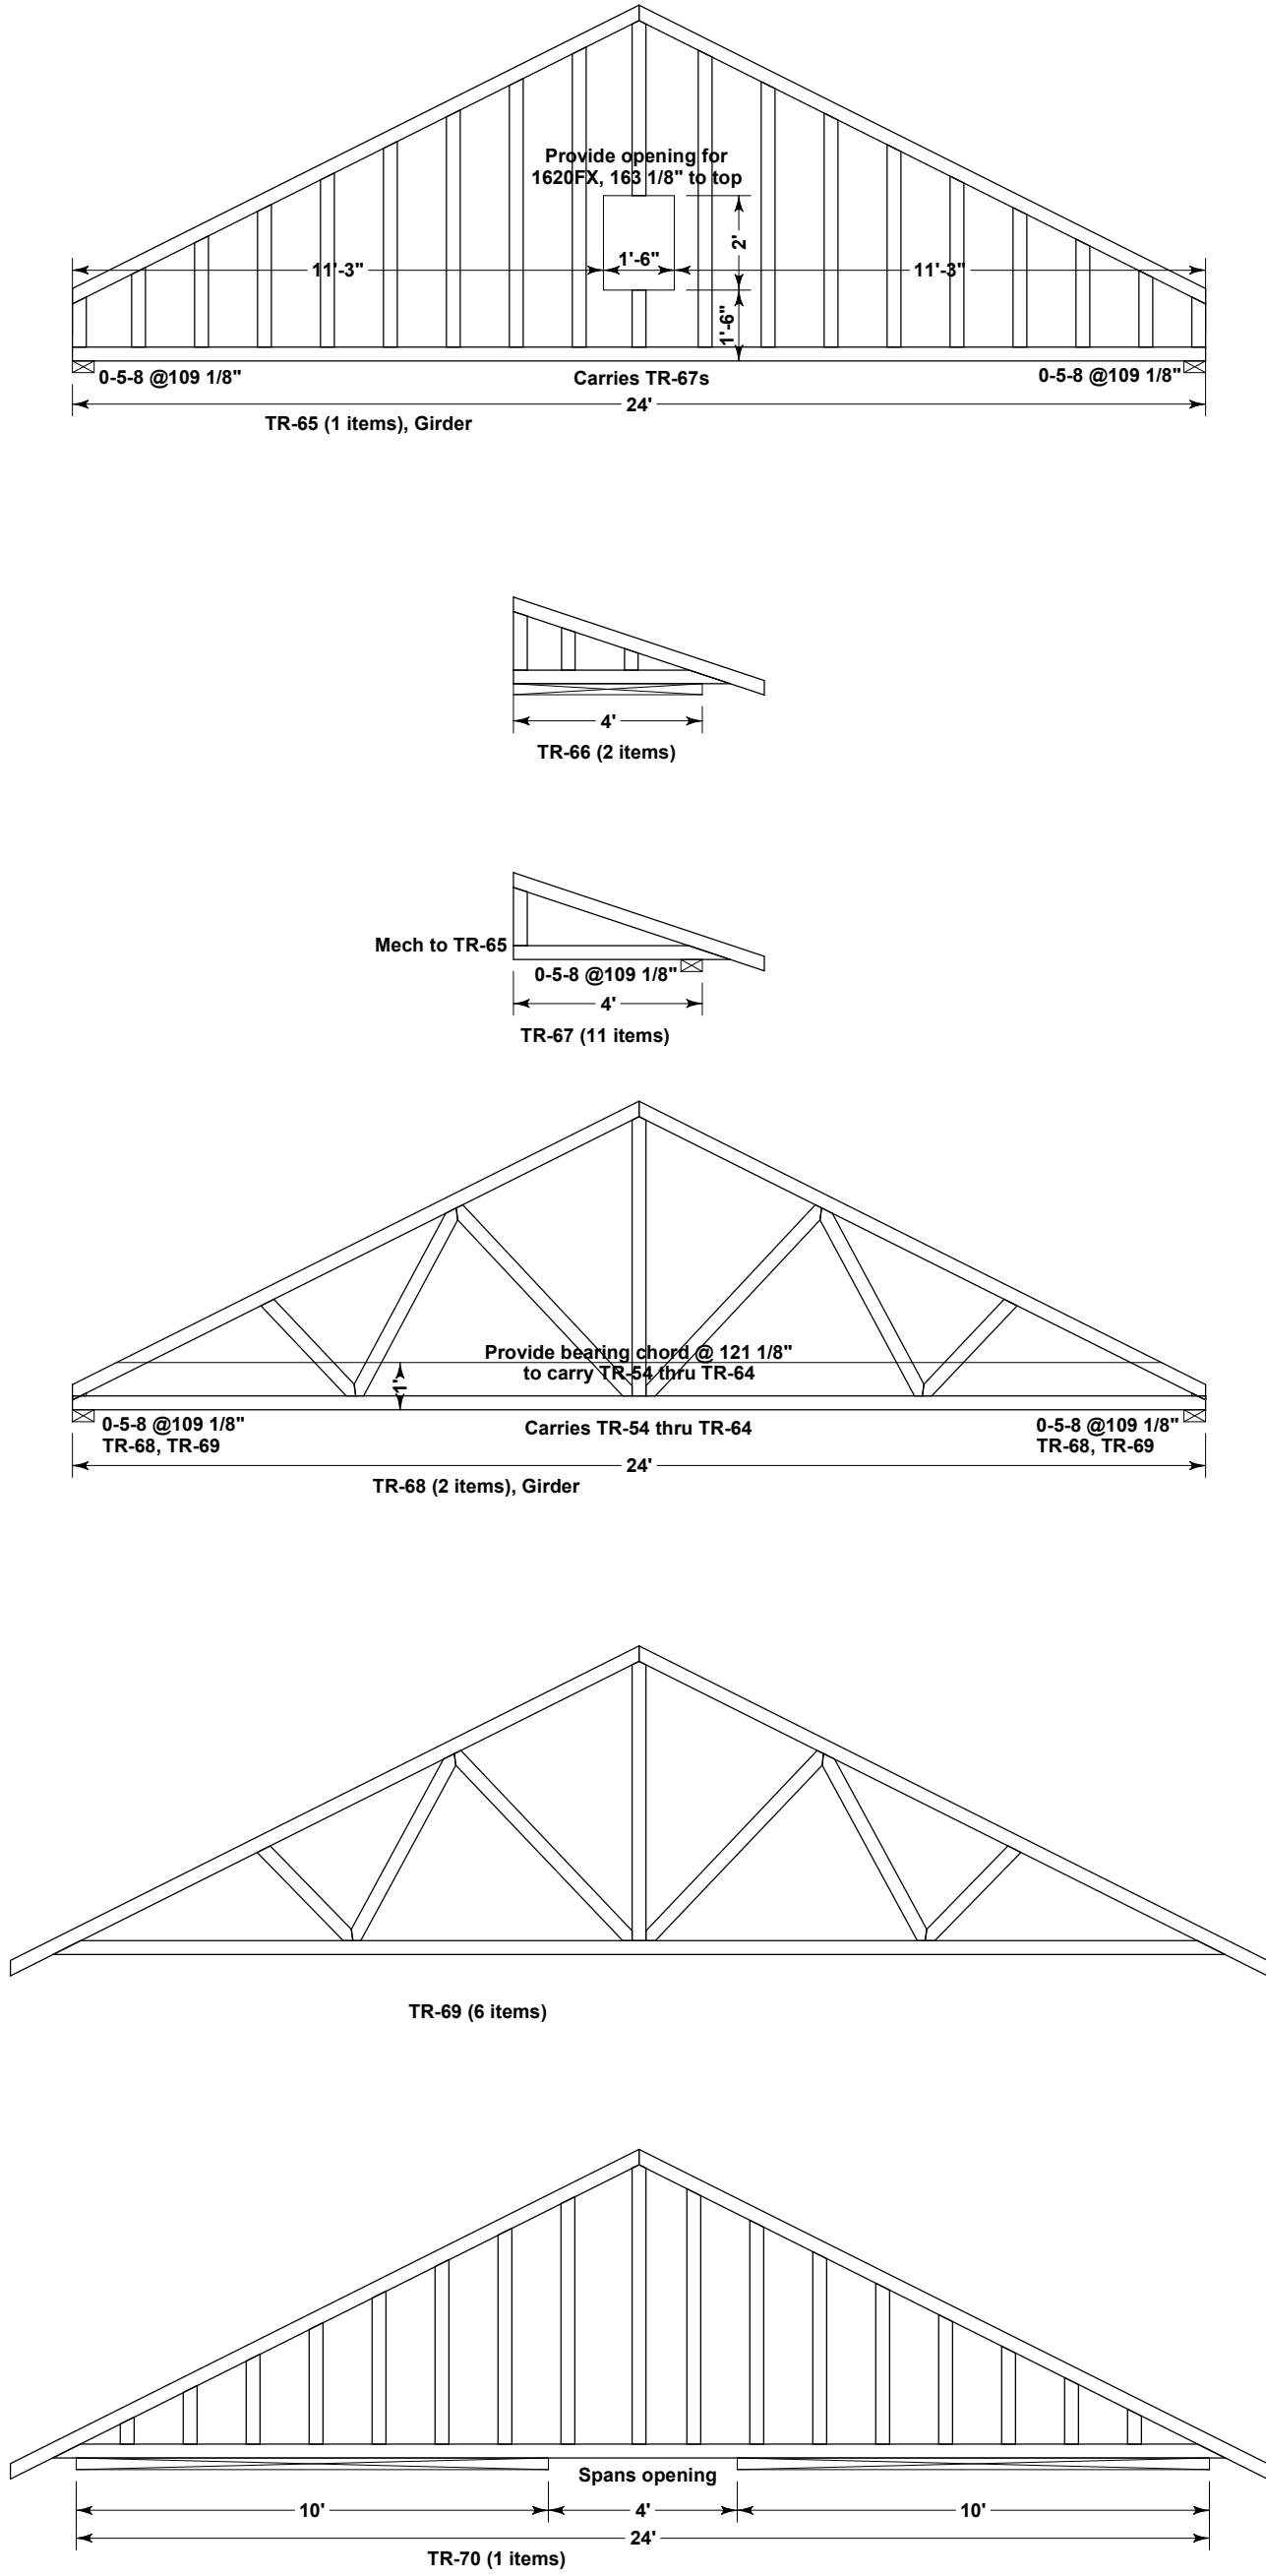 Provide opening for
1620FX, 163 1/8" to top
2'
11'-3"
1'-6"
11'-3"
1'-6"
0-5-8 @109 1/8"
Carries TR-67s
0-5-8 @109 1/8"
24'
TR-65 (1 items), Girder
4'
TR-66 (2 items)
Mech to TR-65
0-5-8 @109 1/8"
4'
TR-67 (11 items)
Provide bearing chord @ 121 1/8"
to carry TR-54 thru TR-64
1'
0-5-8 @109 1/8"
TR-68, TR-69
Carries TR-54 thru TR-64
0-5-8 @109 1/8"
TR-68, TR-69
24'
TR-68 (2 items), Girder
TR-69 (6 items)
Spans opening
10'
4'
10'
24'
TR-70 (1 items)